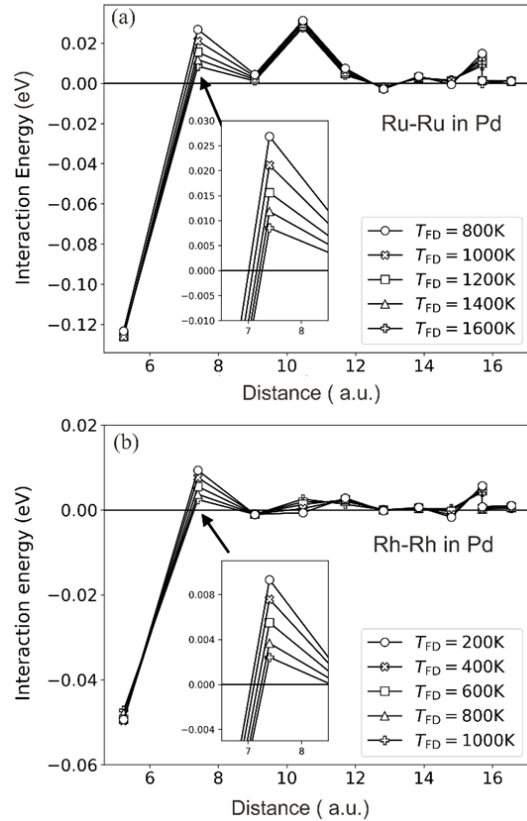 (a)
Interaction Energy (eV)
0.02
0.00
−0.02
−0.04
−0.06
−0.08
−0.10
−0.12
Ru-Ru in Pd
0.030
0.025
0.020
0.015
0.010
0.005
0.000
−0.005
−0.010
7 8
T_FD = 800K
T_FD = 1000K
T_FD = 1200K
T_FD = 1400K
T_FD = 1600K
6 8 10 12 14 16
Distance ( a.u.)
(b)
Interaction energy (eV)
0.02
0.00
−0.02
−0.04
−0.06
Rh-Rh in Pd
0.008
0.004
0.000
−0.004
7 8
T_FD = 200K
T_FD = 400K
T_FD = 600K
T_FD = 800K
T_FD = 1000K
6 8 10 12 14 16
Distance ( a.u.)